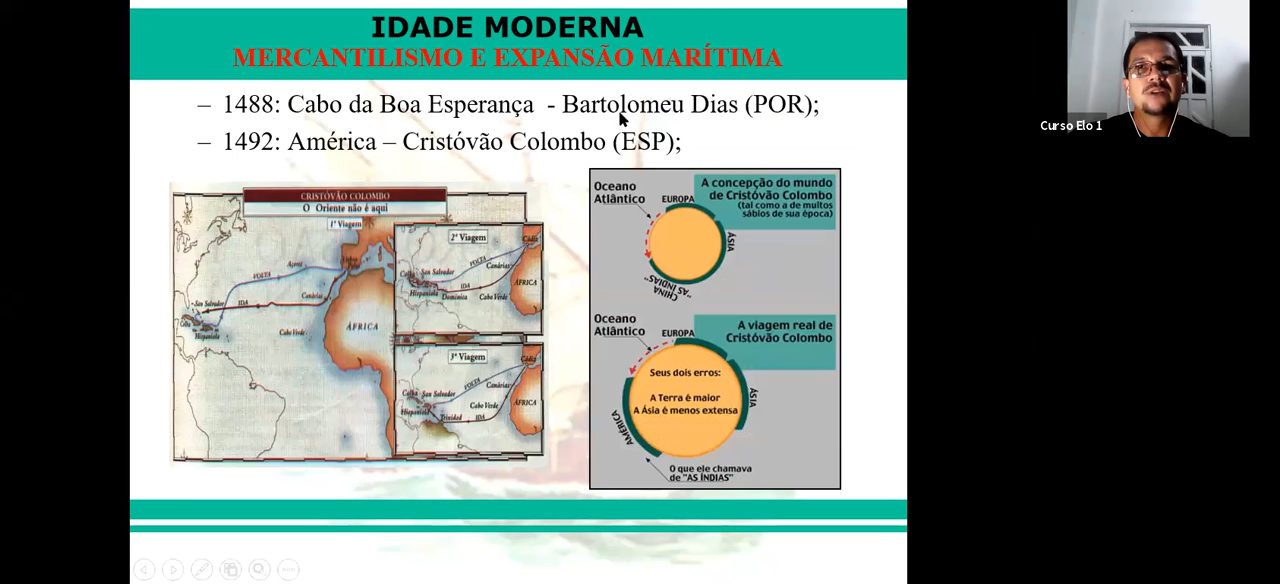 IDADE MODERNA
MERCANTILISMO E EXPANSÃO MARÍTIMA
– 1488: Cabo da Boa Esperança - Bartolomeu Dias (POR);
– 1492: América – Cristóvão Colombo (ESP);
CRISTÓVÃO COLOMBO
O Oriente não é aqui
1ª Viagem
VOLTA
Açores
Lisboa
IDA
Canárias
San Salvador
Cuba
Hispaniola
Cabo Verde
ÁFRICA
2ª Viagem
Cádiz
VOLTA
Canárias
San Salvador
IDA
Hispaniola
Dominica
Cabo Verde
ÁFRICA
3ª Viagem
Cádiz
VOLTA
Canárias
San Salvador
Hispaniola
Cabo Verde
Trinidad
IDA
ÁFRICA
Oceano
Atlântico
EUROPA
A concepção do mundo
de Cristóvão Colombo
(tal como a de muitos
sábios de sua época)
ÁSIA
CHINA
"AS ÍNDIAS"
Oceano
Atlântico
EUROPA
A viagem real de
Cristóvão Colombo
Seus dois erros:
A Terra é maior
A Ásia é menos extensa
ÁSIA
AMÉRICA
O que ele chamava
de "AS ÍNDIAS"
Curso Elo 1